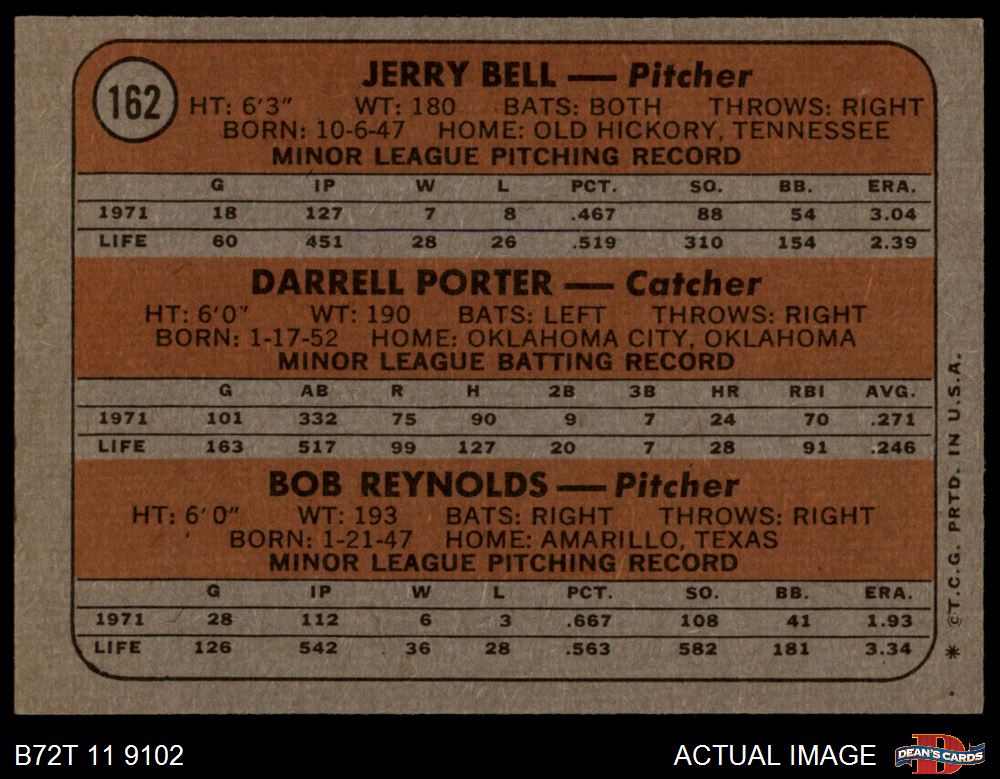 162
JERRY BELL — Pitcher
HT: 6'3" WT: 180 BATS: BOTH THROWS: RIGHT
BORN: 10-6-47 HOME: OLD HICKORY, TENNESSEE
MINOR LEAGUE PITCHING RECORD
G IP W L PCT. SO. BB. ERA.
1971 18 127 7 8 .467 88 54 3.04
LIFE 60 451 28 26 .519 310 154 2.39
DARRELL PORTER — Catcher
HT: 6'0" WT: 190 BATS: LEFT THROWS: RIGHT
BORN: 1-17-52 HOME: OKLAHOMA CITY, OKLAHOMA
MINOR LEAGUE BATTING RECORD
G AB R H 2B 3B HR RBI AVG.
1971 101 332 75 90 9 7 24 70 .271
LIFE 163 517 99 127 20 7 28 91 .246
BOB REYNOLDS — Pitcher
HT: 6'0" WT: 193 BATS: RIGHT THROWS: RIGHT
BORN: 1-21-47 HOME: AMARILLO, TEXAS
MINOR LEAGUE PITCHING RECORD
G IP W L PCT. SO. BB. ERA.
1971 28 112 6 3 .667 108 41 1.93
LIFE 126 542 36 28 .563 582 181 3.34
* ©T.C.G. PRTD. IN U.S.A.
B72T 11 9102
ACTUAL IMAGE
DEAN'S CARDS